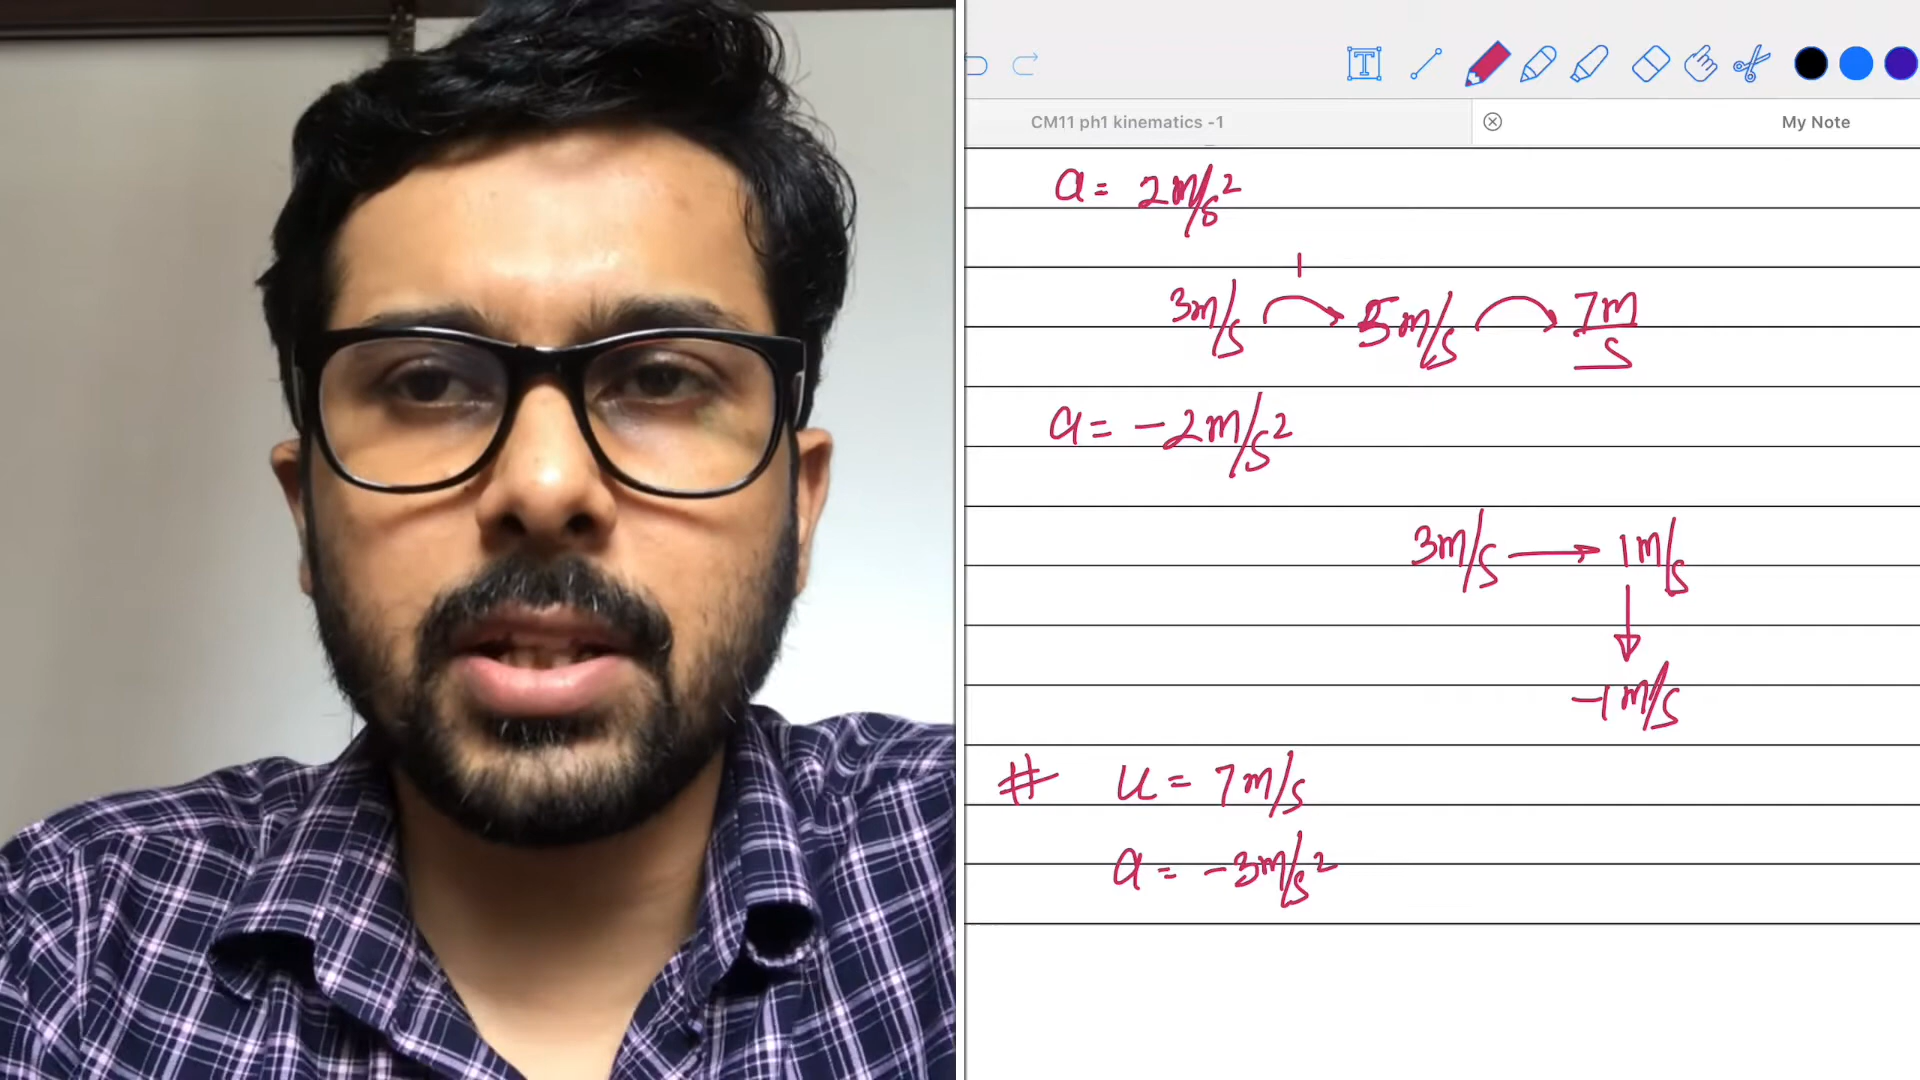 CM11 ph1 kinematics -1
My Note
a = 2m/s²
1
3m/s 5m/s 7m/s
a = -2m/s²
3m/s → 1m/s
↓
-1m/s
# u = 7m/s
a = -3m/s²